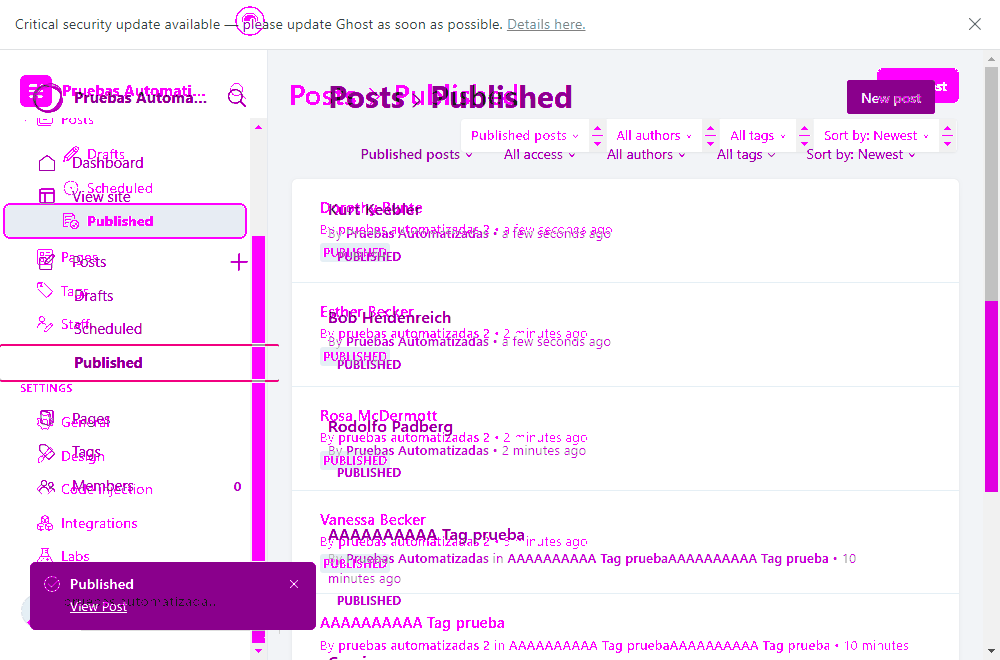 Critical security update available — please update Ghost as soon as possible. Details here.
Pruebas Automati...
Pruebas Automa...
Posts
Drafts
Dashboard
Scheduled
View site
Published
Pages
Posts
Tags
Drafts
Staff
Scheduled
Published
SETTINGS
Pages
General
Tags
Design
Members 0
Code injection
Integrations
Labs
Published
View Post
Posts › Published
Posts › Published
New post
Published posts
All authors
All tags
Sort by: Newest
Published posts
All access
All authors
All tags
Sort by: Newest
Kurt Keebler
By pruebas automatizadas 2 • a few seconds ago
By Pruebas Automatizadas • a few seconds ago
PUBLISHED
PUBLISHED
Esther Becker
Bob Heidenreich
By pruebas automatizadas 2 • 2 minutes ago
By Pruebas Automatizadas • a few seconds ago
PUBLISHED
PUBLISHED
Rosa McDermott
Rodolfo Padberg
By pruebas automatizadas 2 • 2 minutes ago
By Pruebas Automatizadas • 2 minutes ago
PUBLISHED
PUBLISHED
Vanessa Becker
AAAAAAAAAA Tag prueba
By pruebas automatizadas 2 • minutes ago
By Pruebas Automatizadas in AAAAAAAAAA Tag pruebaAAAAAAAAAA Tag prueba • 10
minutes ago
PUBLISHED
PUBLISHED
AAAAAAAAAA Tag prueba
By pruebas automatizadas 2 in AAAAAAAAAA Tag pruebaAAAAAAAAAA Tag prueba • 10 minutes